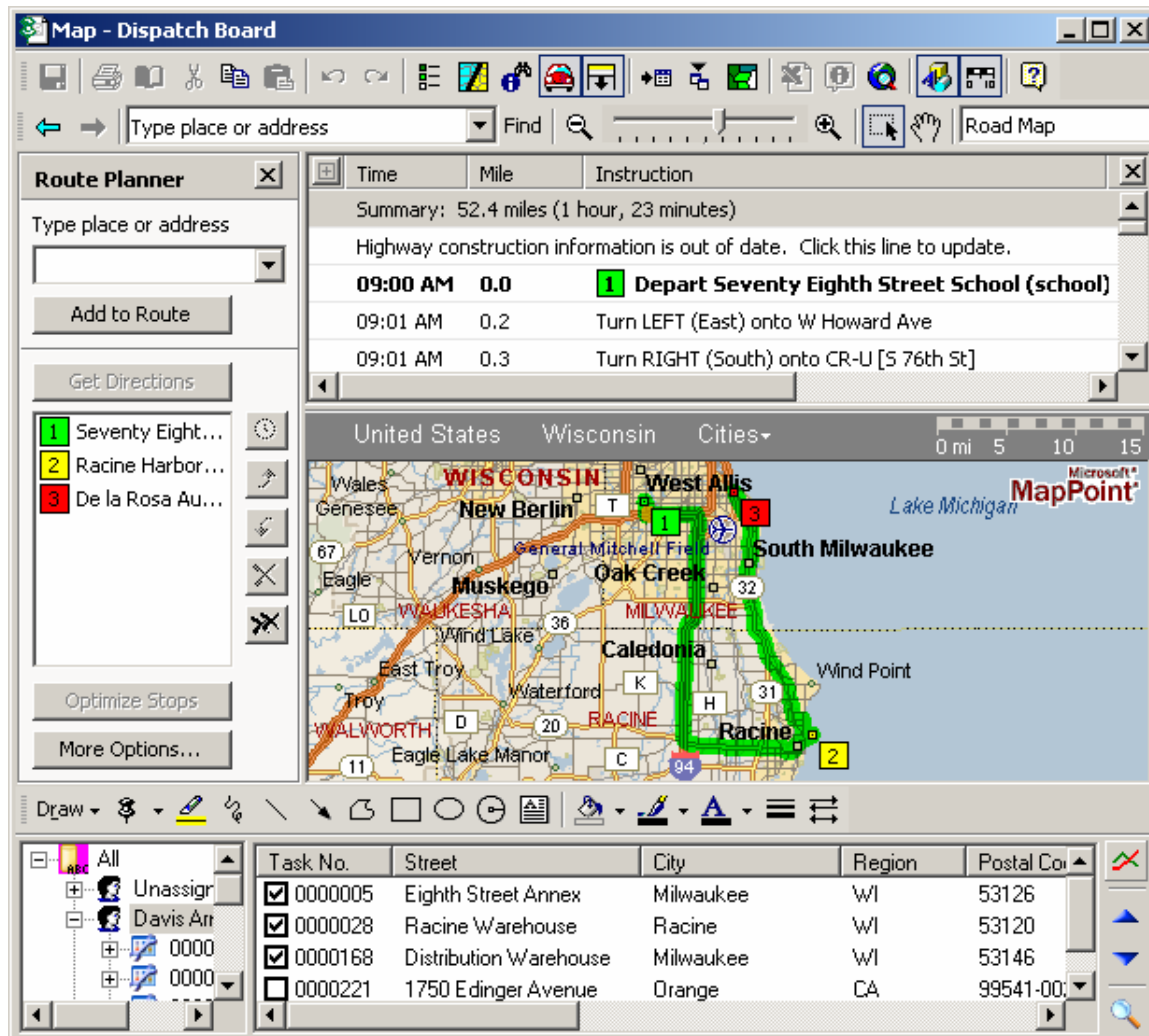 Map - Dispatch Board
Type place or address
Find
Road Map
Route Planner
Type place or address
Add to Route
Get Directions
1 Seventy Eight...
2 Racine Harbor...
3 De la Rosa Au...
Optimize Stops
More Options...
Time Mile Instruction
Summary: 52.4 miles (1 hour, 23 minutes)
Highway construction information is out of date. Click this line to update.
09:00 AM 0.0 1 Depart Seventy Eighth Street School (school)
09:01 AM 0.2 Turn LEFT (East) onto W Howard Ave
09:01 AM 0.3 Turn RIGHT (South) onto CR-U [S 76th St]
United States Wisconsin Cities
0 mi 5 10 15
Microsoft
MapPoint
Wales
WISCONSIN
West Allis
Genesee
New Berlin
T
1
3
Lake Michigan
67
Vernon
General Mitchell Field
South Milwaukee
Eagle
Muskego
Oak Creek
32
LO
WAUKESHA
36
MILWAUKEE
Wind Lake
Caledonia
East Troy
Wind Point
Troy
Waterford
K
H
31
WALWORTH
D
20
RACINE
Racine
2
Eagle Lake Manor
C
94
11
Draw
All
Unassigr
Davis Arr
0000
0000
Task No. Street City Region Postal Co
0000005 Eighth Street Annex Milwaukee WI 53126
0000028 Racine Warehouse Racine WI 53120
0000168 Distribution Warehouse Milwaukee WI 53146
0000221 1750 Edinger Avenue Orange CA 99541-00